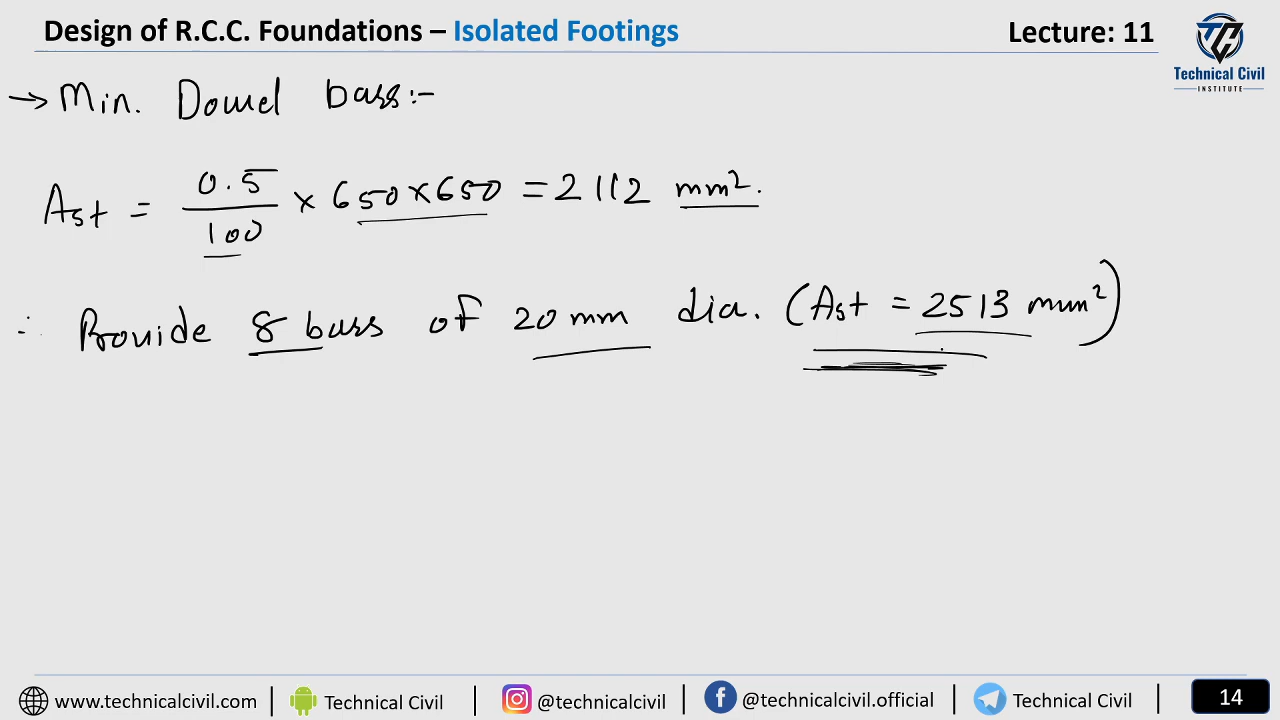 Design of R.C.C. Foundations – Isolated Footings
Lecture: 11
Technical Civil
INSTITUTE
→ Min. Dowel bars:-
Ast = 0.5/100 × 650×650 = 2112 mm².
∴ Provide 8 bars of 20 mm dia. (Ast = 2513 mm²)
www.technicalcivil.com | Technical Civil | @technicalcivil | @technicalcivil.official | Technical Civil | 14